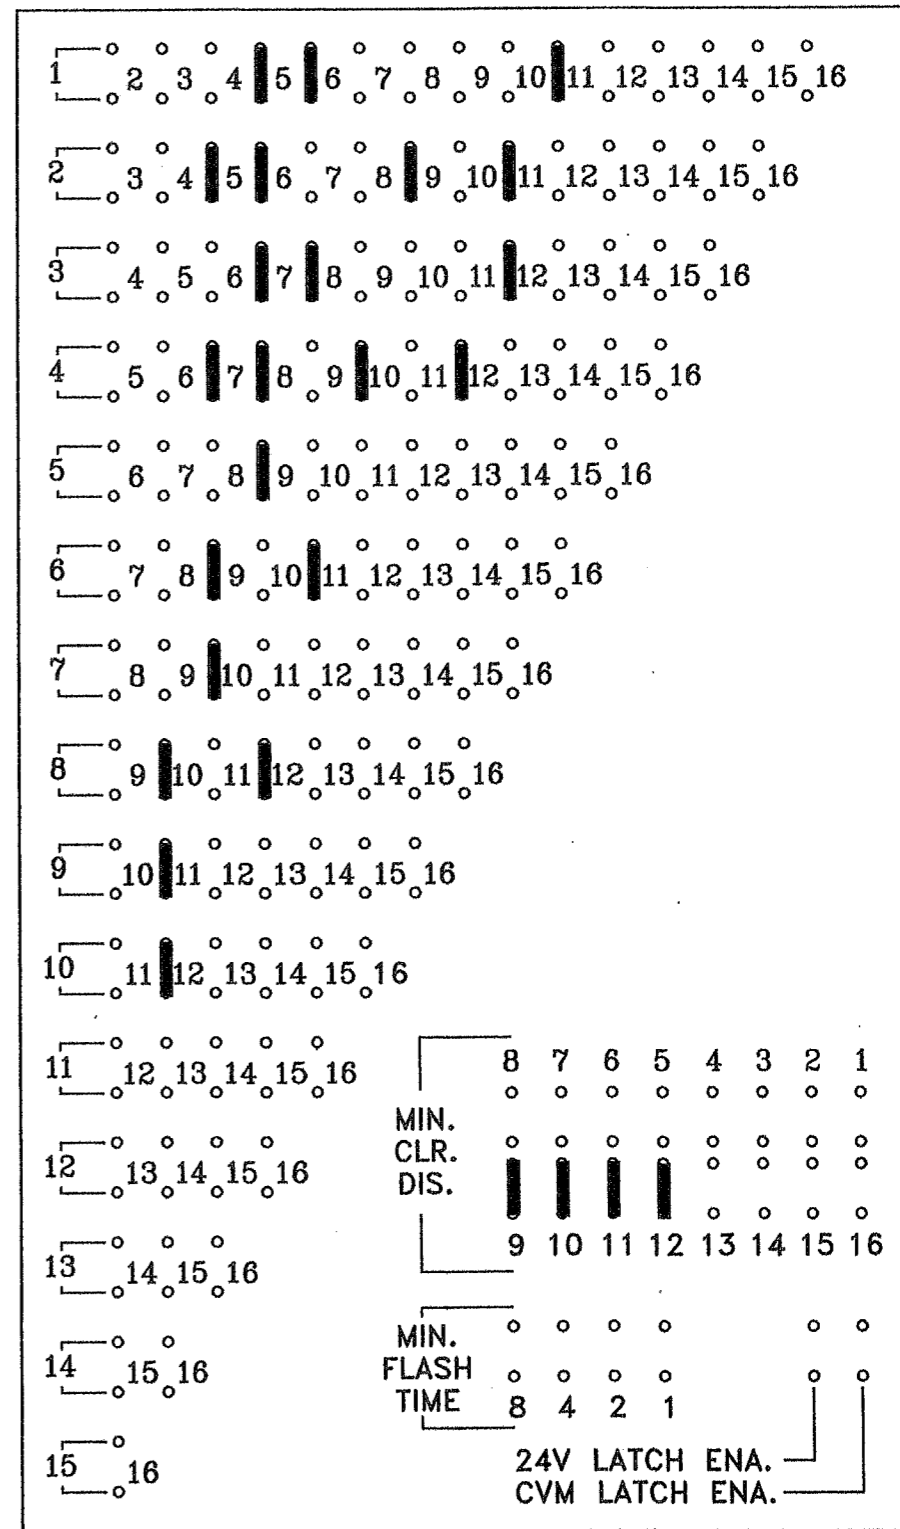 1 2 3 4 5 6 7 8 9 10 11 12 13 14 15 16
2 3 4 5 6 7 8 9 10 11 12 13 14 15 16
3 4 5 6 7 8 9 10 11 12 13 14 15 16
4 5 6 7 8 9 10 11 12 13 14 15 16
5 6 7 8 9 10 11 12 13 14 15 16
6 7 8 9 10 11 12 13 14 15 16
7 8 9 10 11 12 13 14 15 16
8 9 10 11 12 13 14 15 16
9 10 11 12 13 14 15 16
10 11 12 13 14 15 16
11 12 13 14 15 16
12 13 14 15 16
13 14 15 16
14 15 16
15 16
8 7 6 5 4 3 2 1
MIN.
CLR.
DIS.
9 10 11 12 13 14 15 16
MIN.
FLASH
TIME
8 4 2 1
24V LATCH ENA.
CVM LATCH ENA.